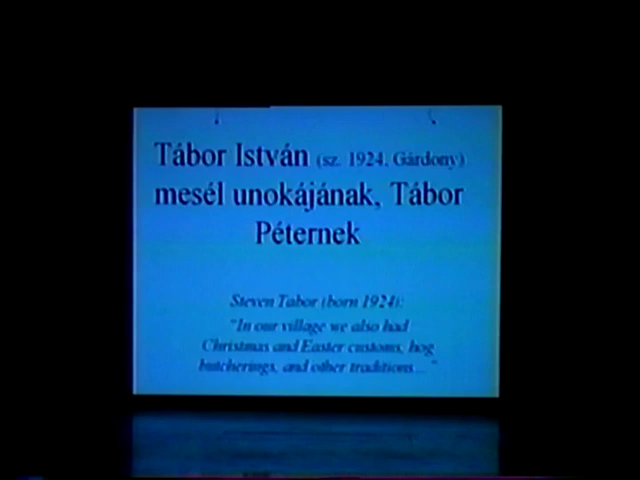 Tábor István (sz. 1924. Gárdony)
mesél unokájának, Tábor
Péternek
Steven Tabor (born 1924):
"In our village we also had
Christmas and Easter customs, hog
butcherings, and other traditions... "